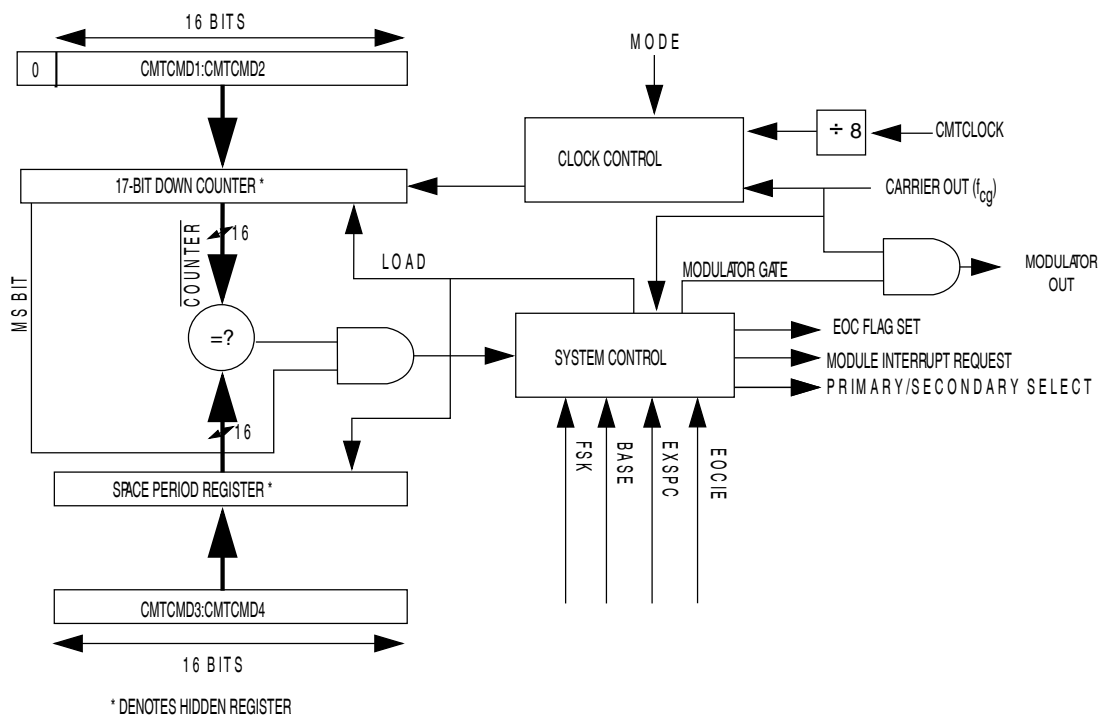 16 BITS
0
CMTCMD1:CMTCMD2
MODE
÷ 8
CMTCLOCK
CLOCK CONTROL
17-BIT DOWN COUNTER *
CARRIER OUT (fcg)
16
COUNTER
MS BIT
LOAD
MODULATOR GATE
MODULATOR
OUT
=?
SYSTEM CONTROL
EOC FLAG SET
MODULE INTERRUPT REQUEST
PRIMARY/SECONDARY SELECT
16
FSK
BASE
EXSPC
EOCIE
SPACE PERIOD REGISTER *
CMTCMD3:CMTCMD4
16 BITS
* DENOTES HIDDEN REGISTER